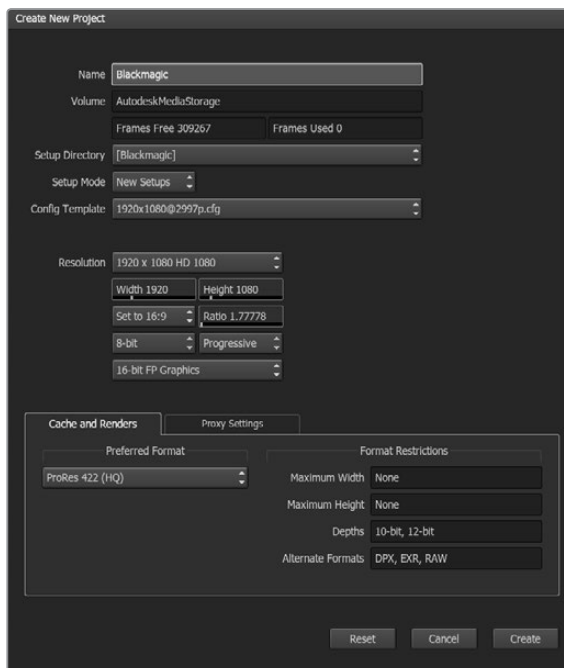 Create New Project
Name Blackmagic
Volume AutodeskMediaStorage
Frames Free 309267 Frames Used 0
Setup Directory [Blackmagic]
Setup Mode New Setups
Config Template 1920x1080@2997p.cfg
Resolution 1920 x 1080 HD 1080
Width 1920 Height 1080
Set to 16:9 Ratio 1.77778
8-bit Progressive
16-bit FP Graphics
Cache and Renders Proxy Settings
Preferred Format Format Restrictions
ProRes 422 (HQ) Maximum Width None
Maximum Height None
Depths 10-bit, 12-bit
Alternate Formats DPX, EXR, RAW
Reset Cancel Create